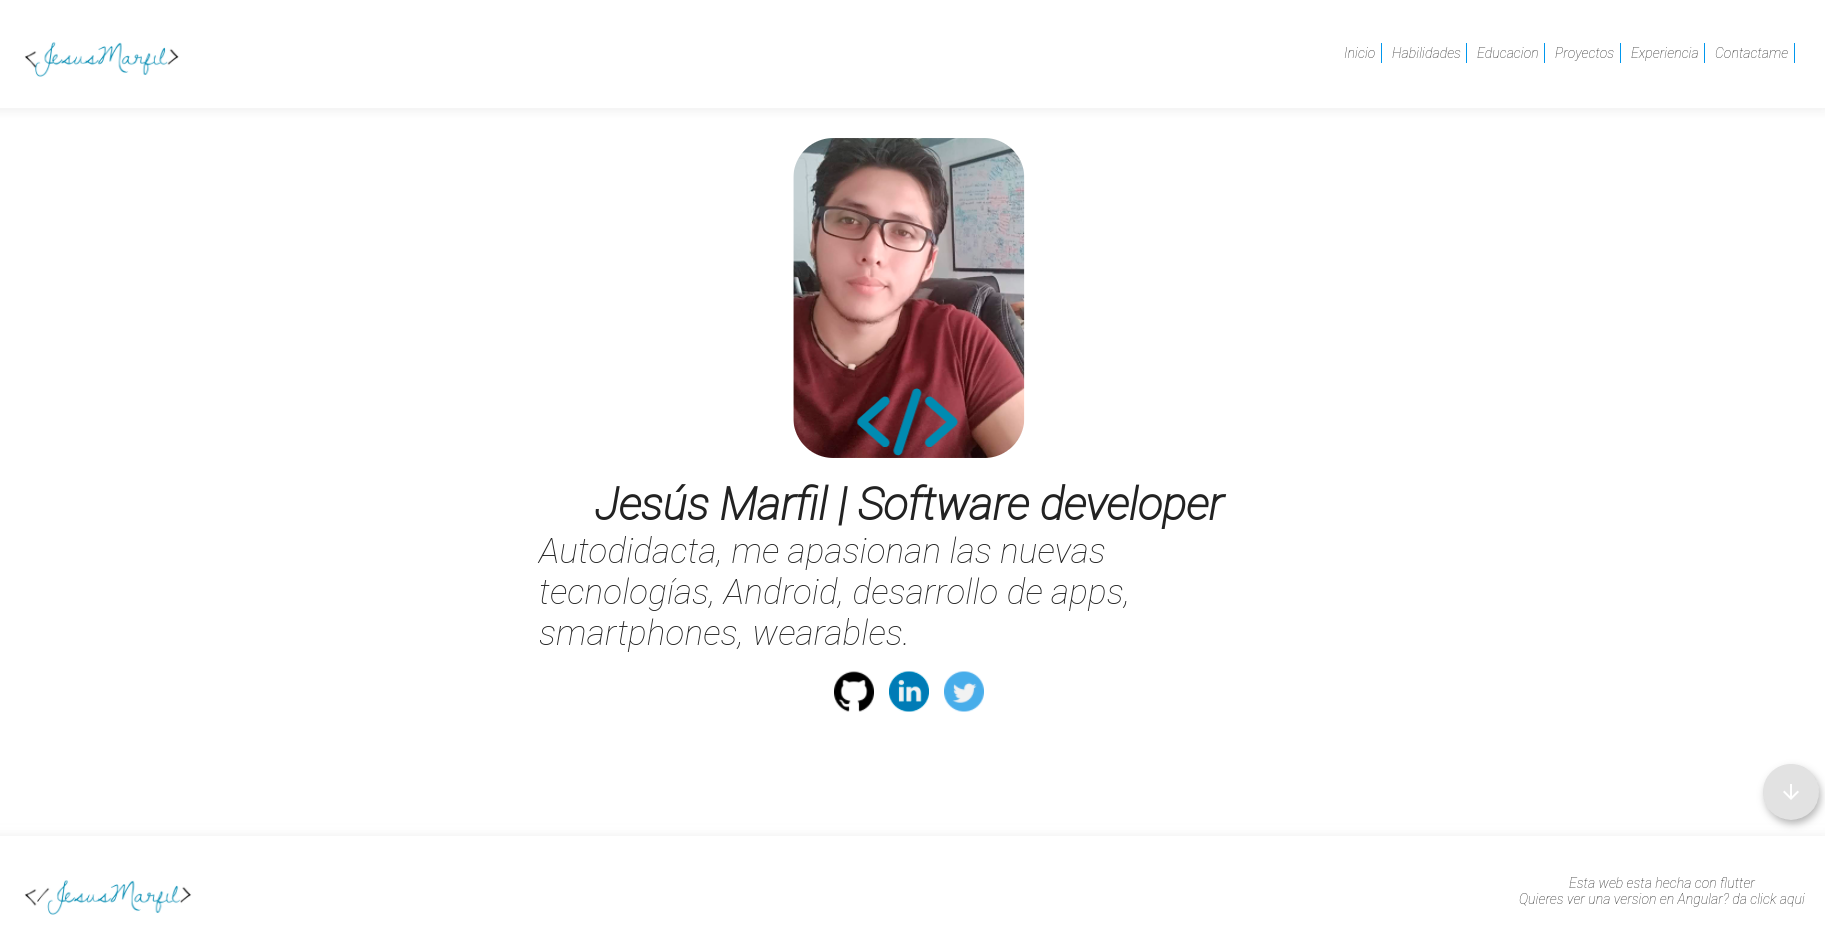 <JesusMarfil>
Inicio Habilidades Educacion Proyectos Experiencia Contactame
</>
Jesús Marfil | Software developer
Autodidacta, me apasionan las nuevas
tecnologías, Android, desarrollo de apps,
smartphones, wearables.
in
</JesusMarfil>
Esta web esta hecha con flutter
Quieres ver una version en Angular? da click aqui